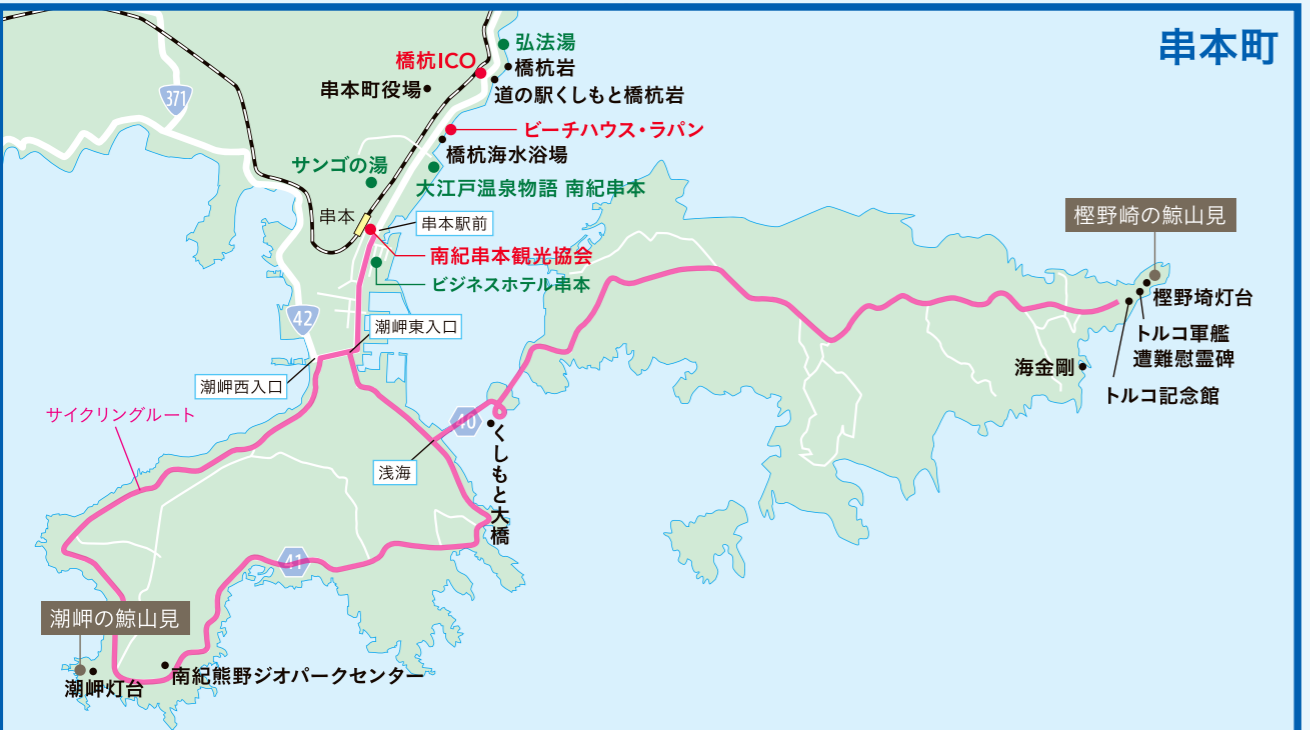 串本町
弘法湯
橋杭ICO
橋杭岩
串本町役場
道の駅くしもと橋杭岩
371
ビーチハウス・ラパン
橋杭海水浴場
サンゴの湯
大江戸温泉物語 南紀串本
串本
串本駅前
樫野崎の鯨山見
南紀串本観光協会
ビジネスホテル串本
樫野埼灯台
42
潮岬東入口
トルコ軍艦
遭難慰霊碑
海金剛
潮岬西入口
トルコ記念館
サイクリングルート
40
くしもと大橋
浅海
41
潮岬の鯨山見
南紀熊野ジオパークセンター
潮岬灯台